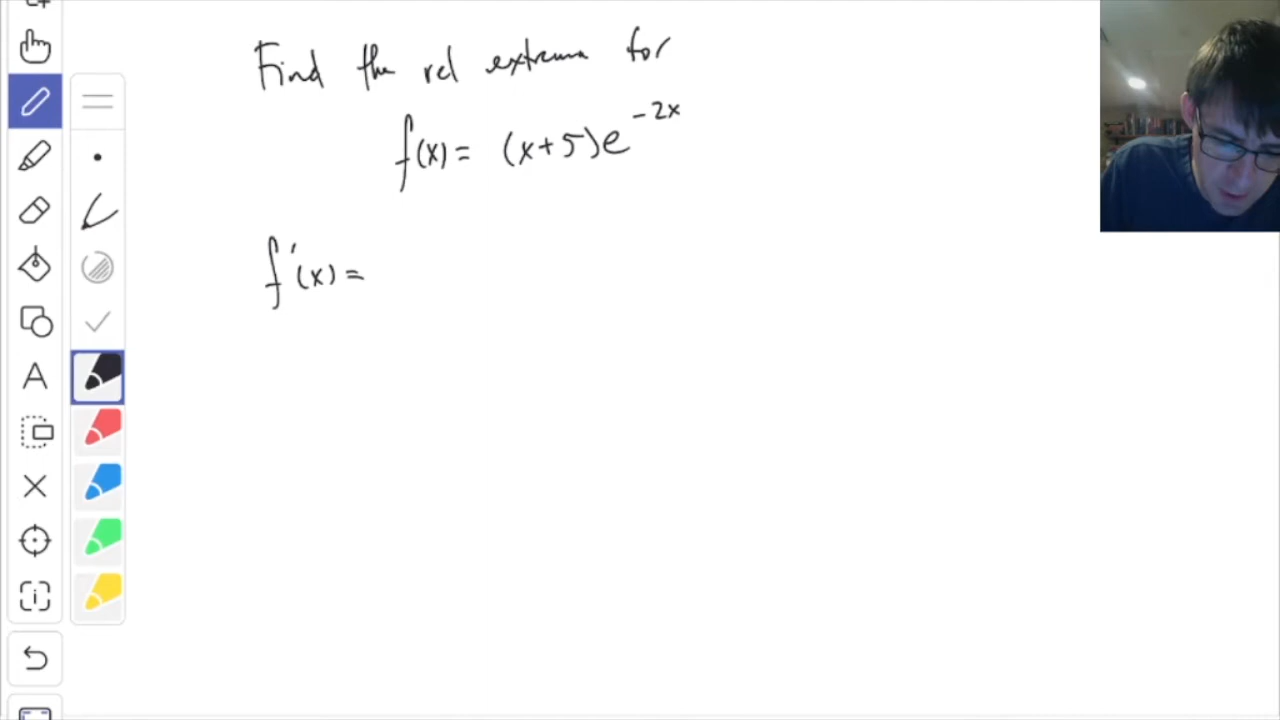 Find the rel extrema for
f(x) = (x+5)e^{-2x}
f'(x) =